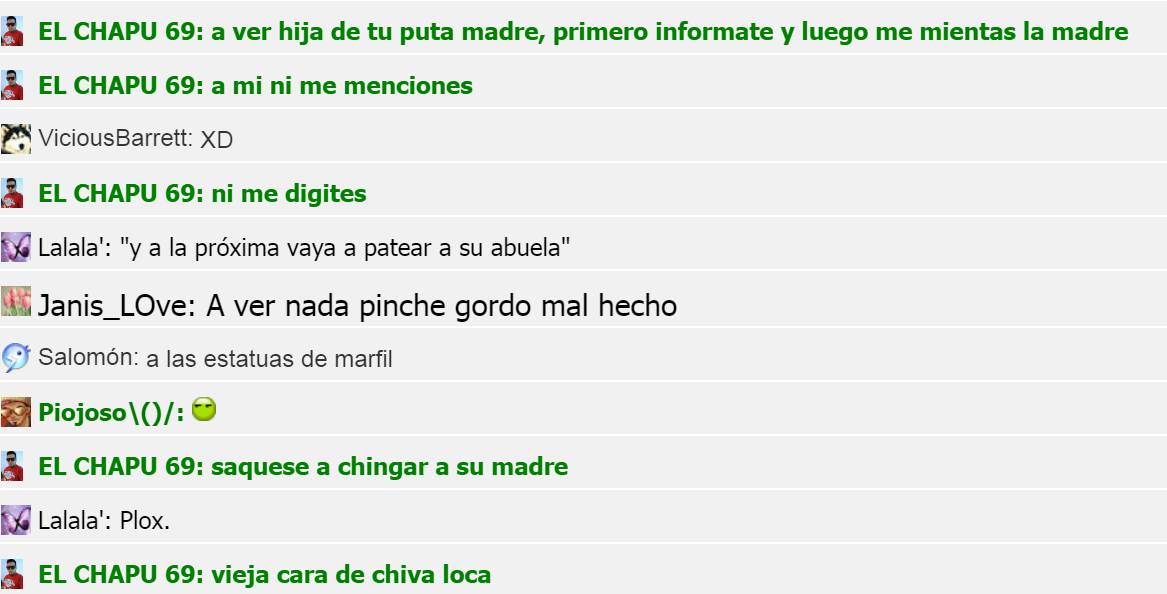 EL CHAPU 69: a ver hija de tu puta madre, primero informate y luego me mientas la madre
EL CHAPU 69: a mi ni me menciones
ViciousBarrett: XD
EL CHAPU 69: ni me digites
Lalala': "y a la próxima vaya a patear a su abuela"
Janis_LOve: A ver nada pinche gordo mal hecho
Salomón: a las estatuas de marfil
Piojoso\()/:
EL CHAPU 69: saquese a chingar a su madre
Lalala': Plox.
EL CHAPU 69: vieja cara de chiva loca